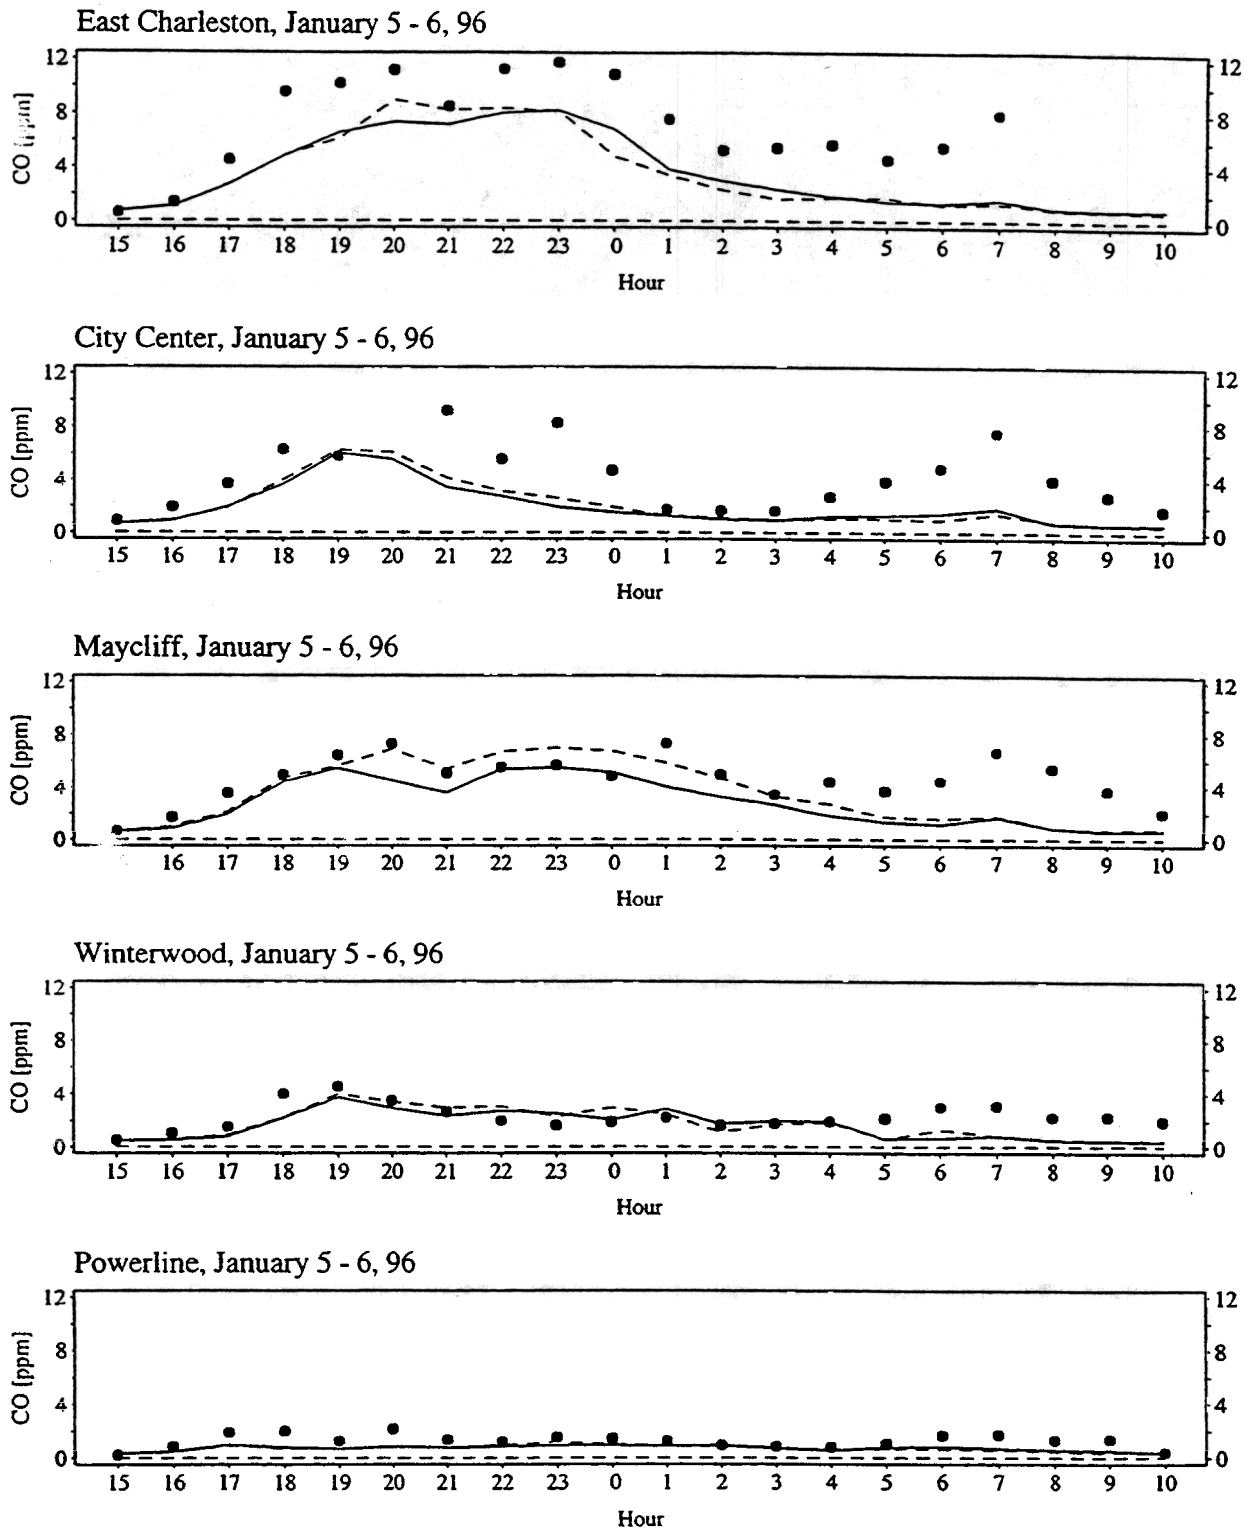 East Charleston, January 5 - 6, 96
12
8
4
0
CO [ppm]
12
8
4
0
15 16 17 18 19 20 21 22 23 0 1 2 3 4 5 6 7 8 9 10
Hour
City Center, January 5 - 6, 96
12
8
4
0
CO [ppm]
12
8
4
0
15 16 17 18 19 20 21 22 23 0 1 2 3 4 5 6 7 8 9 10
Hour
Maycliff, January 5 - 6, 96
12
8
4
0
CO [ppm]
12
8
4
0
16 17 18 19 20 21 22 23 0 1 2 3 4 5 6 7 8 9 10
Hour
Winterwood, January 5 - 6, 96
12
8
4
0
CO [ppm]
12
8
4
0
15 16 17 18 19 20 21 22 23 0 1 2 3 4 5 6 7 8 9 10
Hour
Powerline, January 5 - 6, 96
12
8
4
0
CO [ppm]
12
8
4
0
15 16 17 18 19 20 21 22 23 0 1 2 3 4 5 6 7 8 9 10
Hour